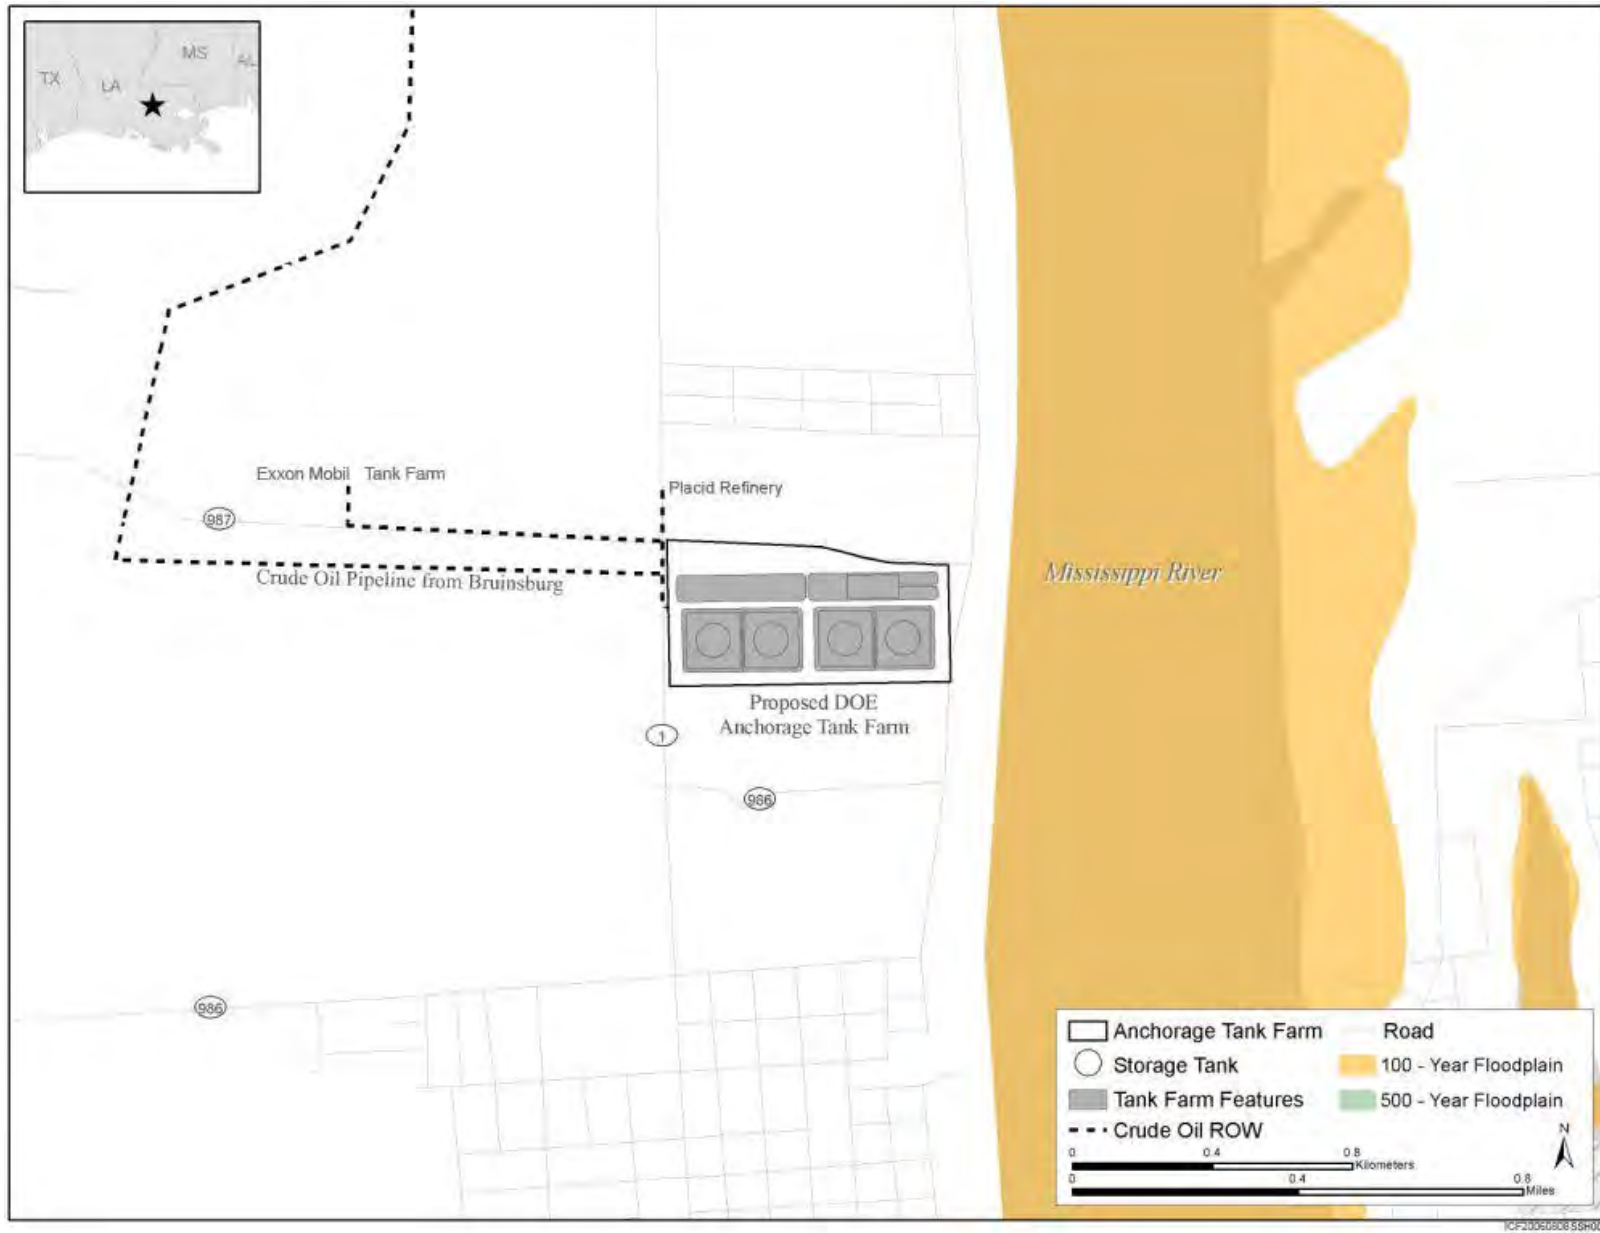 MS
AL
TX
LA
Exxon Mobil Tank Farm
Placid Refinery
987
Crude Oil Pipeline from Bruinsburg
Mississippi River
Proposed DOE
Anchorage Tank Farm
1
986
986
Anchorage Tank Farm
Storage Tank
Tank Farm Features
Crude Oil ROW
Road
100 - Year Floodplain
500 - Year Floodplain
N
0 0.4 0.8
Kilometers
0 0.4 0.8
Miles